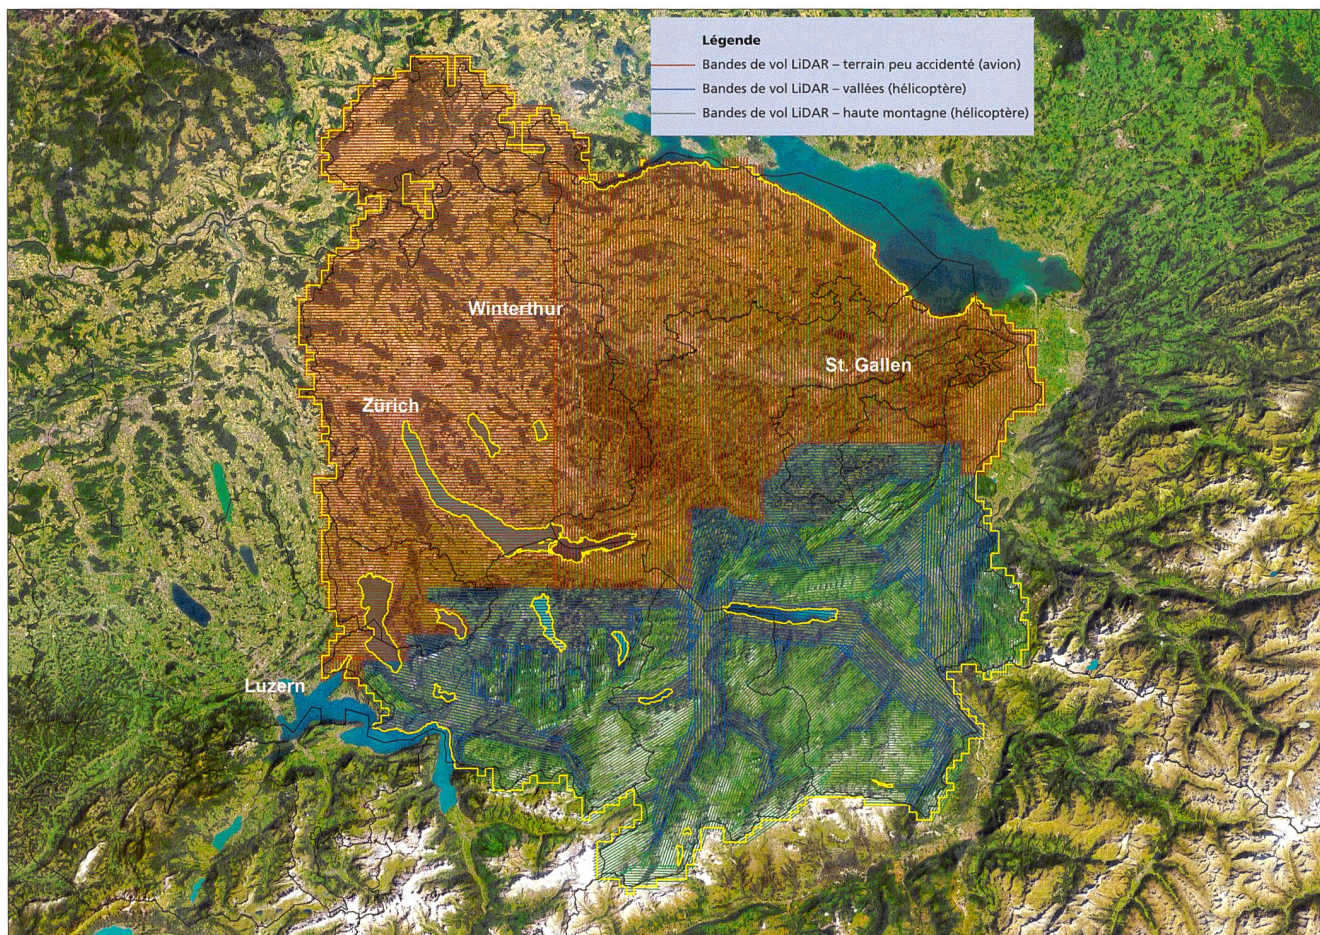 Légende
Bandes de vol LiDAR – terrain peu accidenté (avion)
Bandes de vol LiDAR – vallées (hélicoptère)
Bandes de vol LiDAR – haute montagne (hélicoptère)
Winterthur
St. Gallen
Zürich
Luzern